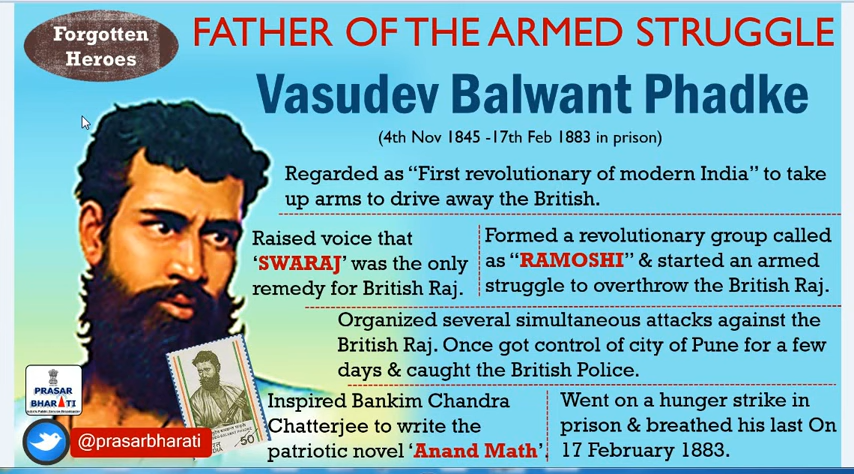 Forgotten
Heroes
FATHER OF THE ARMED STRUGGLE
Vasudev Balwant Phadke
(4th Nov 1845 -17th Feb 1883 in prison)
Regarded as “First revolutionary of modern India” to take
up arms to drive away the British.
Raised voice that
‘SWARAJ’ was the only
remedy for British Raj.
Formed a revolutionary group called
as “RAMOSHI” & started an armed
struggle to overthrow the British Raj.
Organized several simultaneous attacks against the
British Raj. Once got control of city of Pune for a few
days & caught the British Police.
Inspired Bankim Chandra
Chatterjee to write the
patriotic novel ‘Anand Math’.
Went on a hunger strike in
prison & breathed his last On
17 February 1883.
PRASAR
BHARATI
@prasarbharati
50